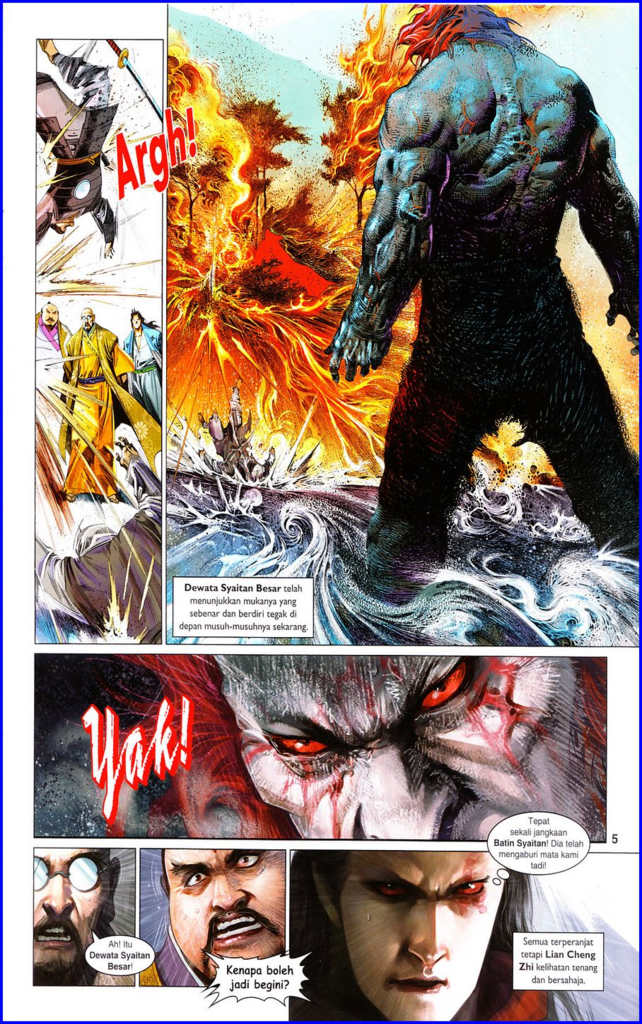 Argh!
Dewata Syaitan Besar telah
menunjukkan mukanya yang
sebenar dan berdiri tegak di
depan musuh-musuhnya sekarang.
Yak!
5
Tepat
sekali jangkaan
Batin Syaitan! Dia telah
mengaburi mata kami
tadi!
Ah! Itu
Dewata Syaitan
Besar!
Kenapa boleh
jadi begini?
Semua terperanjat
tetapi Lian Cheng
Zhi kelihatan tenang
dan bersahaja.